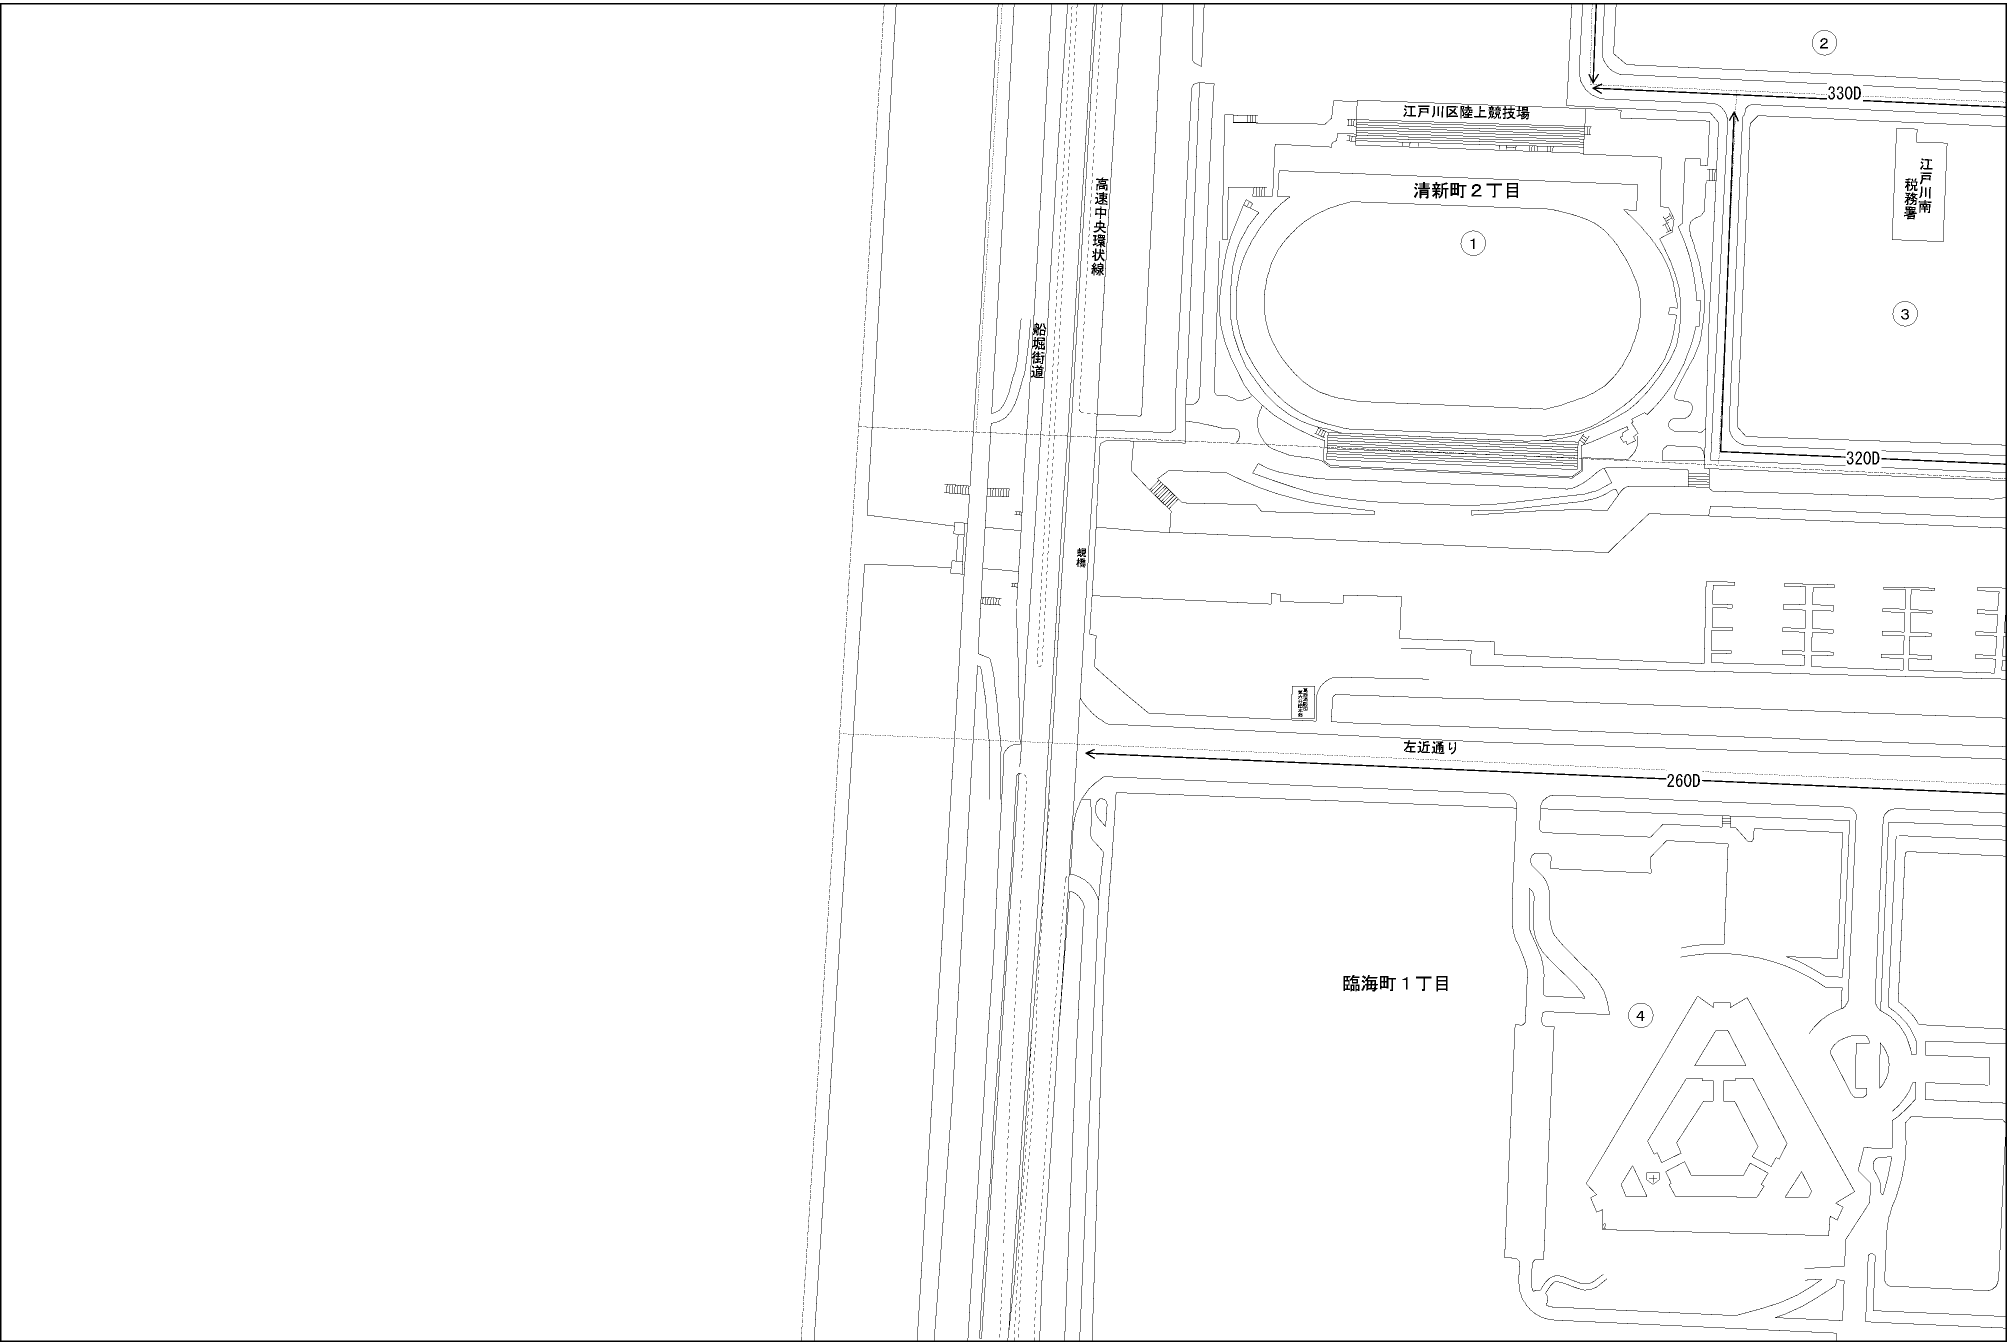 2
330D
江戸川区陸上競技場
江戸川南
税務署
高速中央環状線
清新町2丁目
1
3
船堀街道
320D
蜆橋
左近通り
260D
臨海町1丁目
4